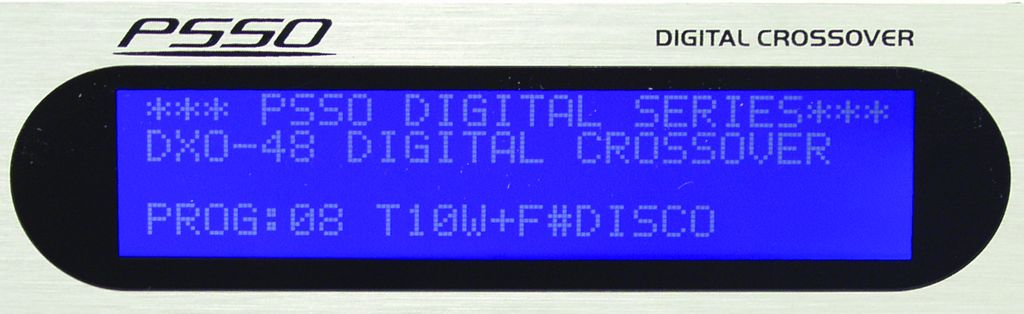 PSSO
DIGITAL CROSSOVER
*** PSSO DIGITAL SERIES***
DXO-48 DIGITAL CROSSOVER
PROG:08 T10W+F#DISCO